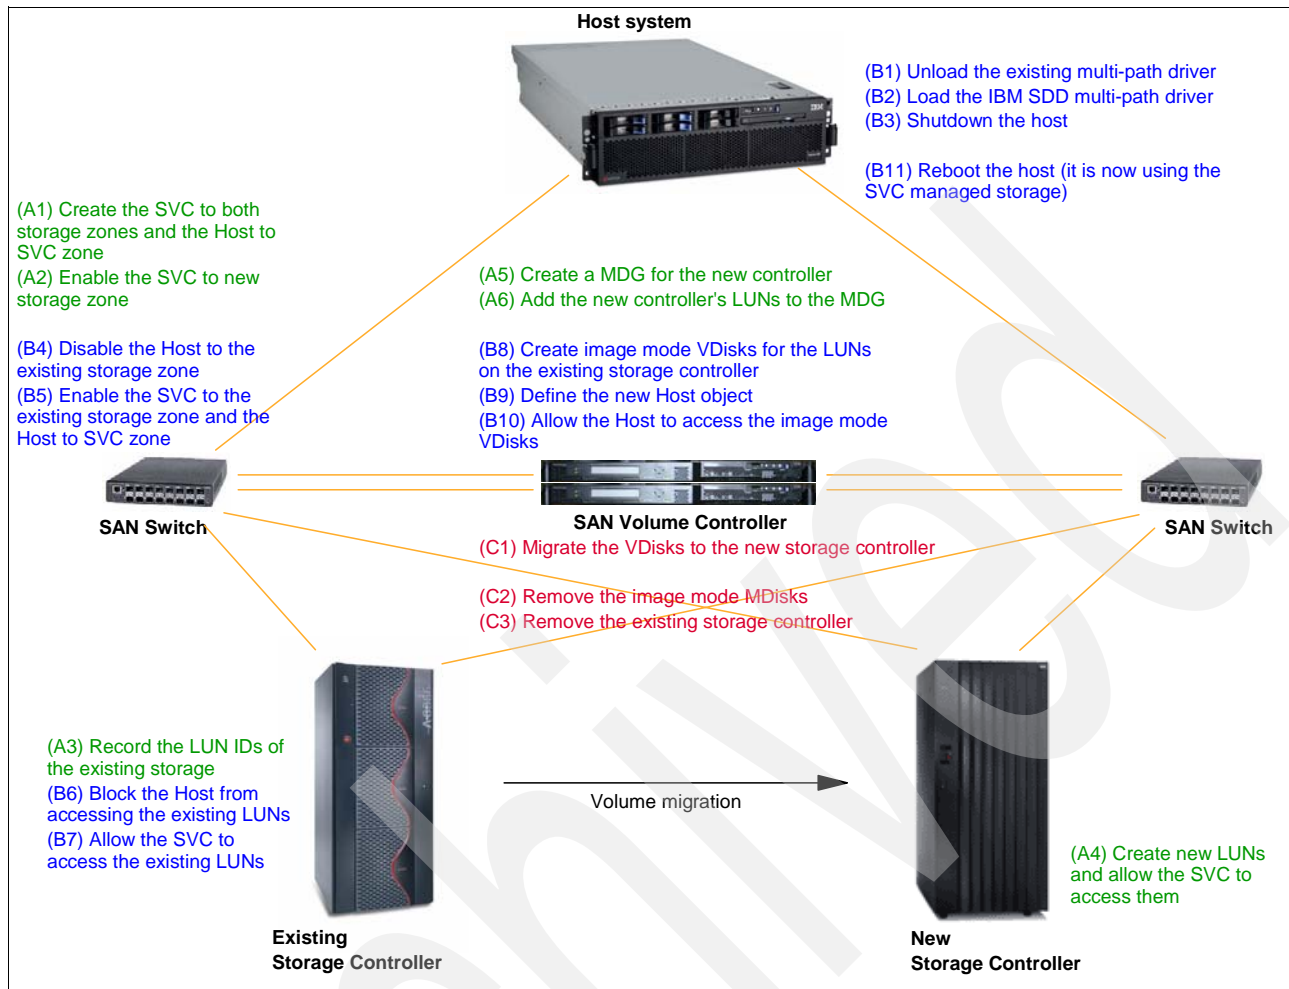 Host system
(B1) Unload the existing multi-path driver
(B2) Load the IBM SDD multi-path driver
(B3) Shutdown the host
(B11) Reboot the host (it is now using the
SVC managed storage)
(A1) Create the SVC to both
storage zones and the Host to
SVC zone
(A2) Enable the SVC to new
storage zone
(A5) Create a MDG for the new controller
(A6) Add the new controller's LUNs to the MDG
(B4) Disable the Host to the
existing storage zone
(B5) Enable the SVC to the
existing storage zone and the
Host to SVC zone
(B8) Create image mode VDisks for the LUNs
on the existing storage controller
(B9) Define the new Host object
(B10) Allow the Host to access the image mode
VDisks
SAN Switch
SAN Volume Controller
SAN Switch
(C1) Migrate the VDisks to the new storage controller
(C2) Remove the image mode MDisks
(C3) Remove the existing storage controller
(A3) Record the LUN IDs of
the existing storage
(B6) Block the Host from
accessing the existing LUNs
(B7) Allow the SVC to
access the existing LUNs
Volume migration
(A4) Create new LUNs
and allow the SVC to
access them
Existing
Storage Controller
New
Storage Controller